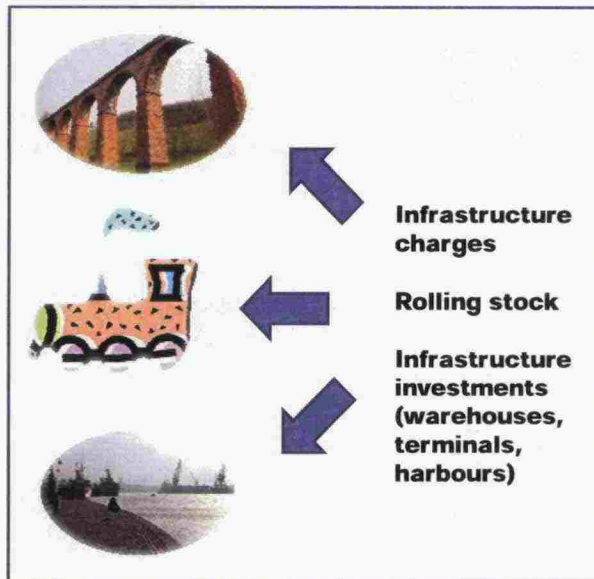 Infrastructure
charges
Rolling stock
Infrastructure
investments
(warehouses,
terminals,
harbours)